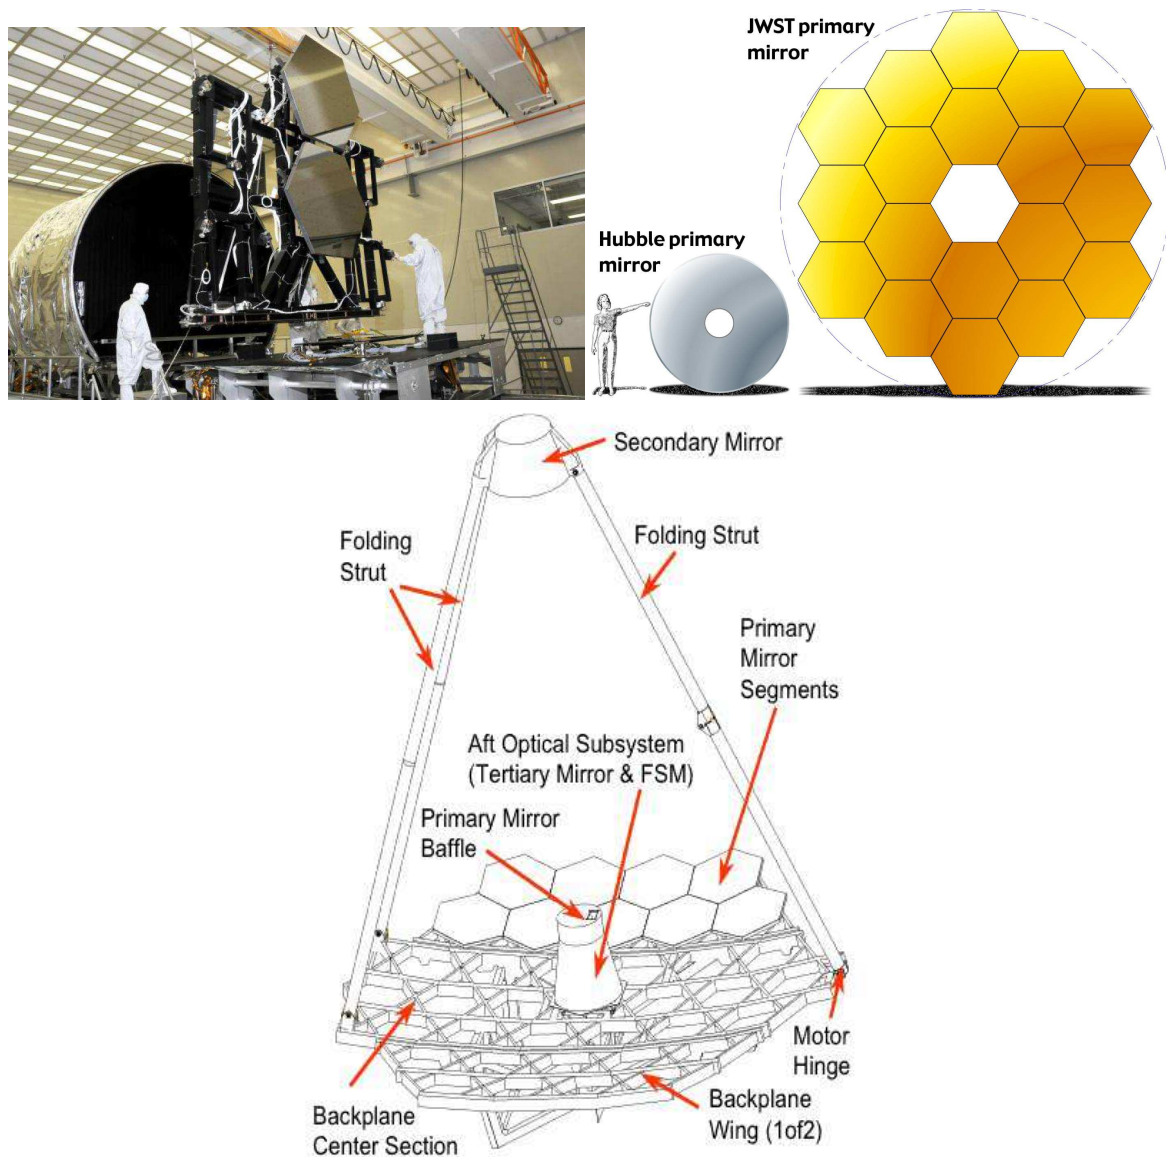 JWST primary
mirror
Hubble primary
mirror
Secondary Mirror
Folding
Strut
Folding Strut
Primary
Mirror
Segments
Aft Optical Subsystem
(Tertiary Mirror & FSM)
Primary Mirror
Baffle
Motor
Hinge
Backplane
Center Section
Backplane
Wing (1of2)